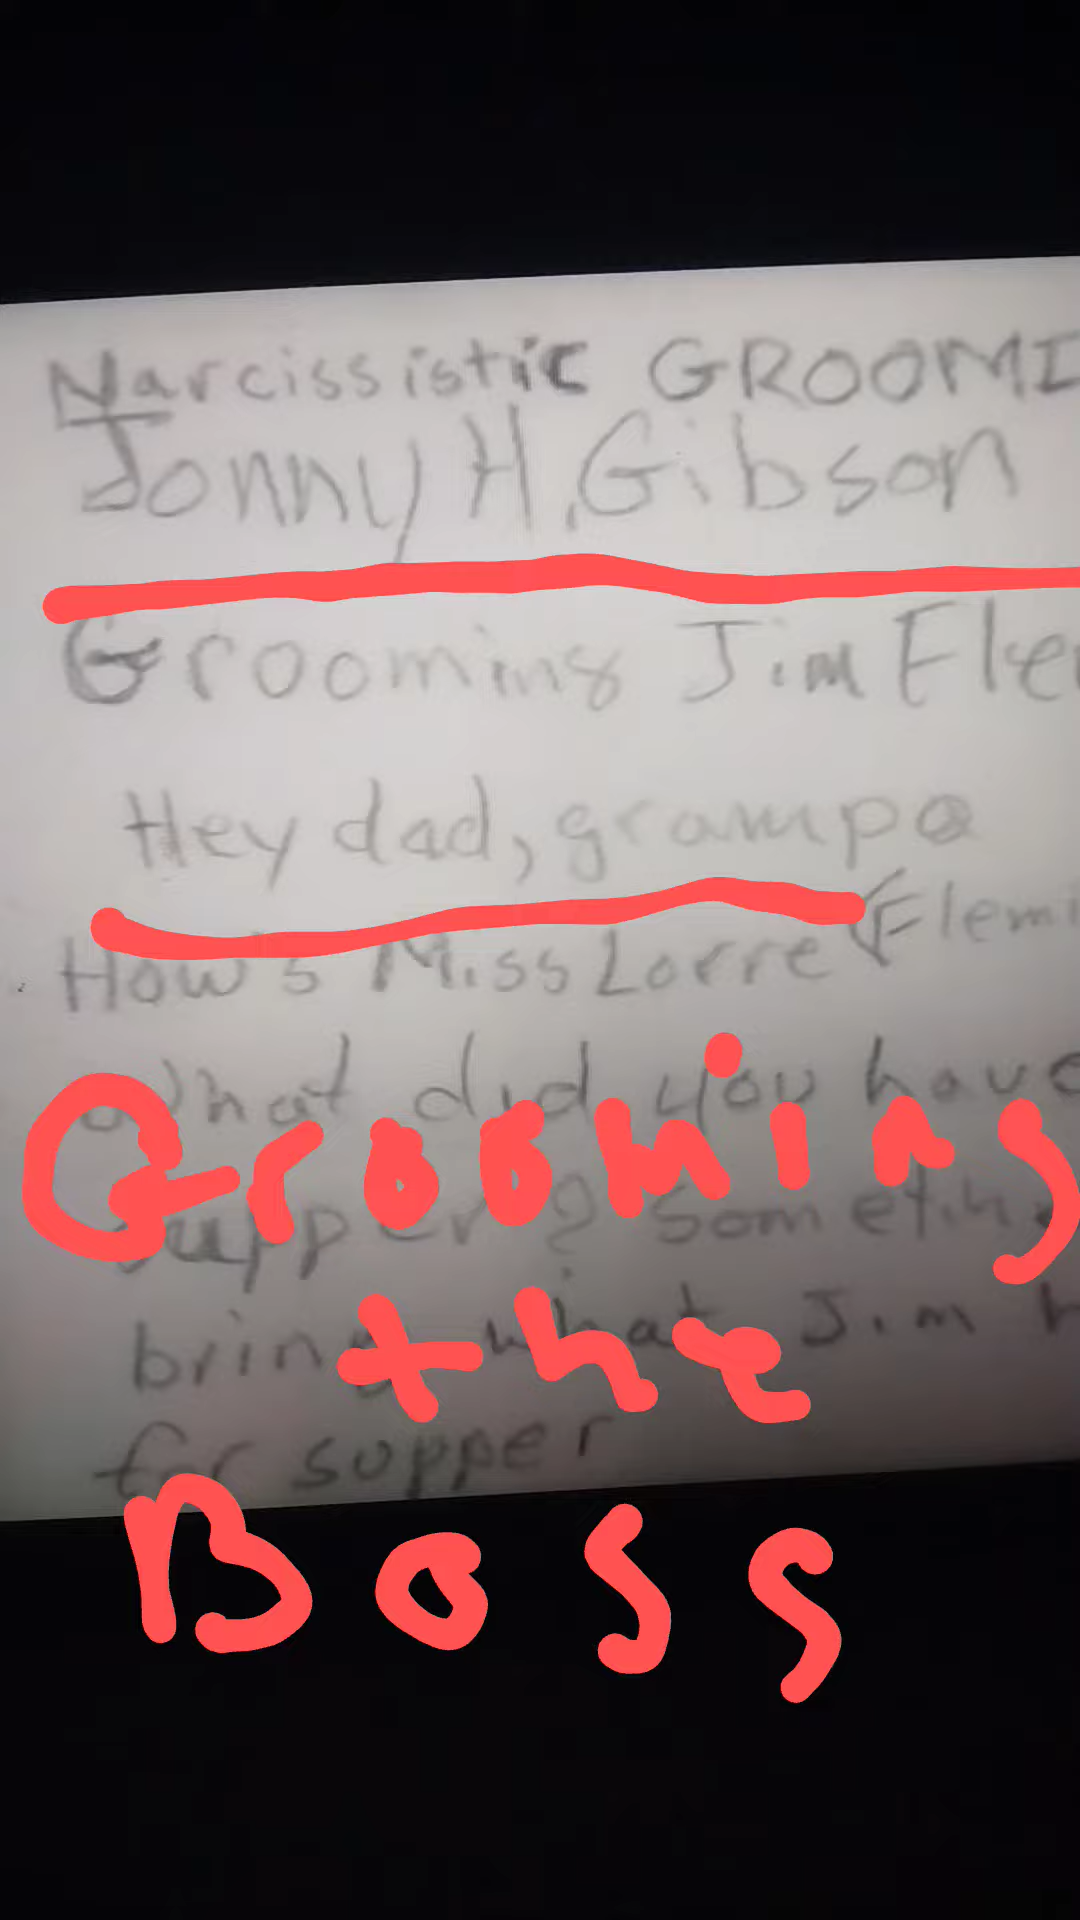 Narcissistic GROOMI
Jonny H. Gibson
Grooming Jim Fle
Hey dad, grampa
How's Miss Lorre (Flemi
What did you have
supper? Sometihg
bring what Jim h
for supper
Grooming
the
Boss